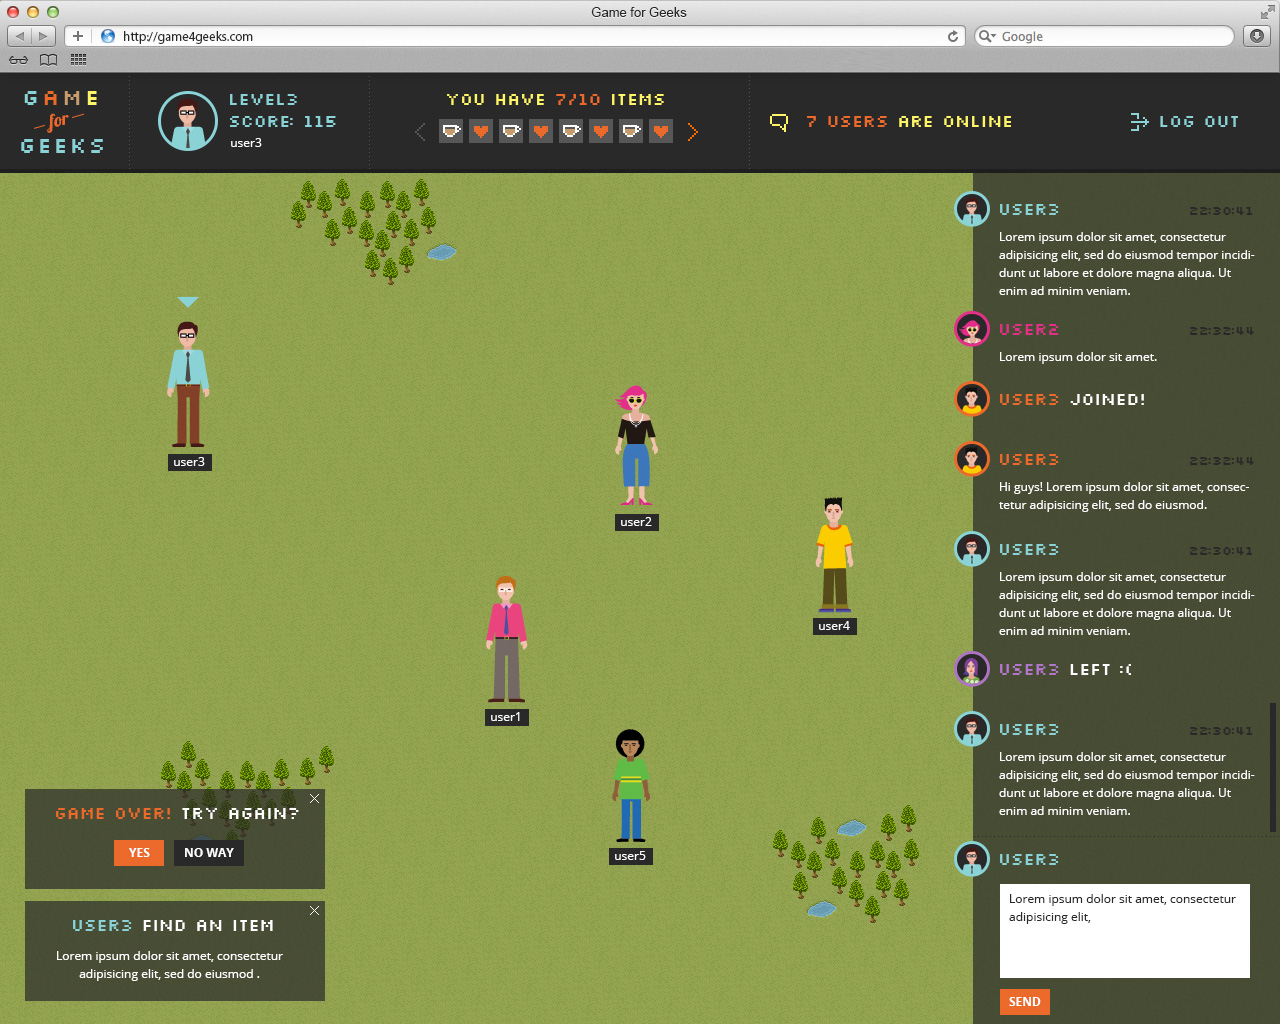 Game for Geeks
http://game4geeks.com
Google
GAME
for
GEEKS
LEVEL3
SCORE: 115
user3
YOU HAVE 7/10 ITEMS
7 USERS ARE ONLINE
LOG OUT
user3
user2
user4
user1
user5
GAME OVER! TRY AGAIN?
YES
NO WAY
USER3 FIND AN ITEM
Lorem ipsum dolor sit amet, consectetur
adipisicing elit, sed do eiusmod .
USER3 22:30:41
Lorem ipsum dolor sit amet, consectetur
adipisicing elit, sed do eiusmod tempor incidi-
dunt ut labore et dolore magna aliqua. Ut
enim ad minim veniam.
USER2 22:32:44
Lorem ipsum dolor sit amet.
USER3 JOINED!
USER3 22:32:44
Hi guys! Lorem ipsum dolor sit amet, consec-
tetur adipisicing elit, sed do eiusmod.
USER3 22:30:41
Lorem ipsum dolor sit amet, consectetur
adipisicing elit, sed do eiusmod tempor incidi-
dunt ut labore et dolore magna aliqua. Ut
enim ad minim veniam.
USER3 LEFT :(
USER3 22:30:41
Lorem ipsum dolor sit amet, consectetur
adipisicing elit, sed do eiusmod tempor incidi-
dunt ut labore et dolore magna aliqua. Ut
enim ad minim veniam.
USER3
Lorem ipsum dolor sit amet, consectetur
adipisicing elit,
SEND